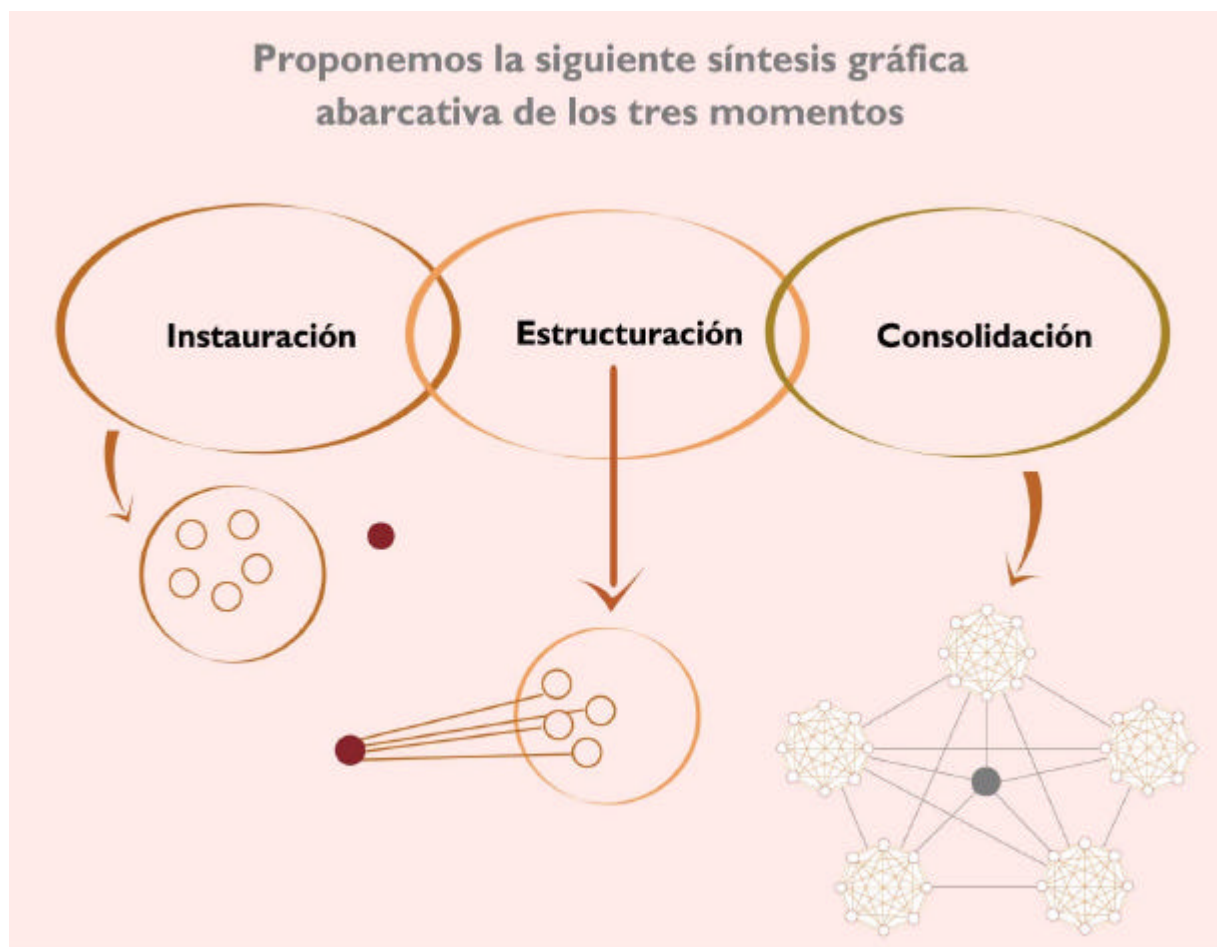 Proponemos la siguiente síntesis gráfica
abarcativa de los tres momentos
Instauración
Estructuración
Consolidación